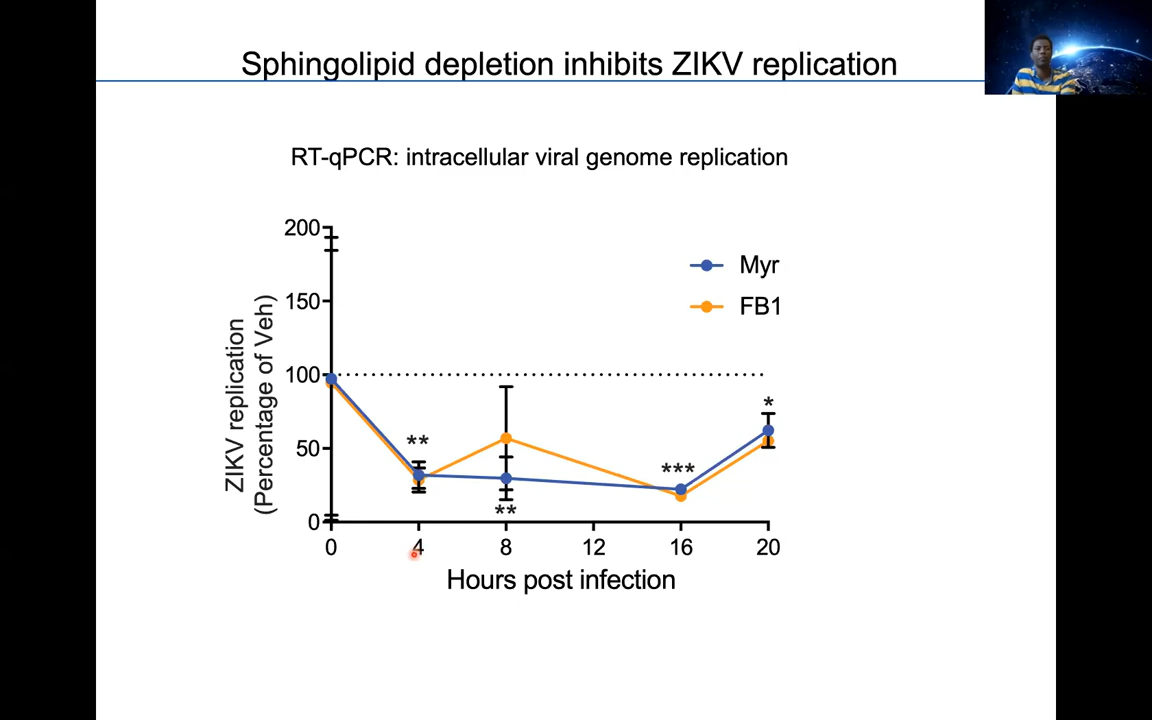 Sphingolipid depletion inhibits ZIKV replication
RT-qPCR: intracellular viral genome replication
ZIKV replication
(Percentage of Veh)
200
150
100
50
0
Myr
FB1
**
**
***
*
0 4 8 12 16 20
Hours post infection